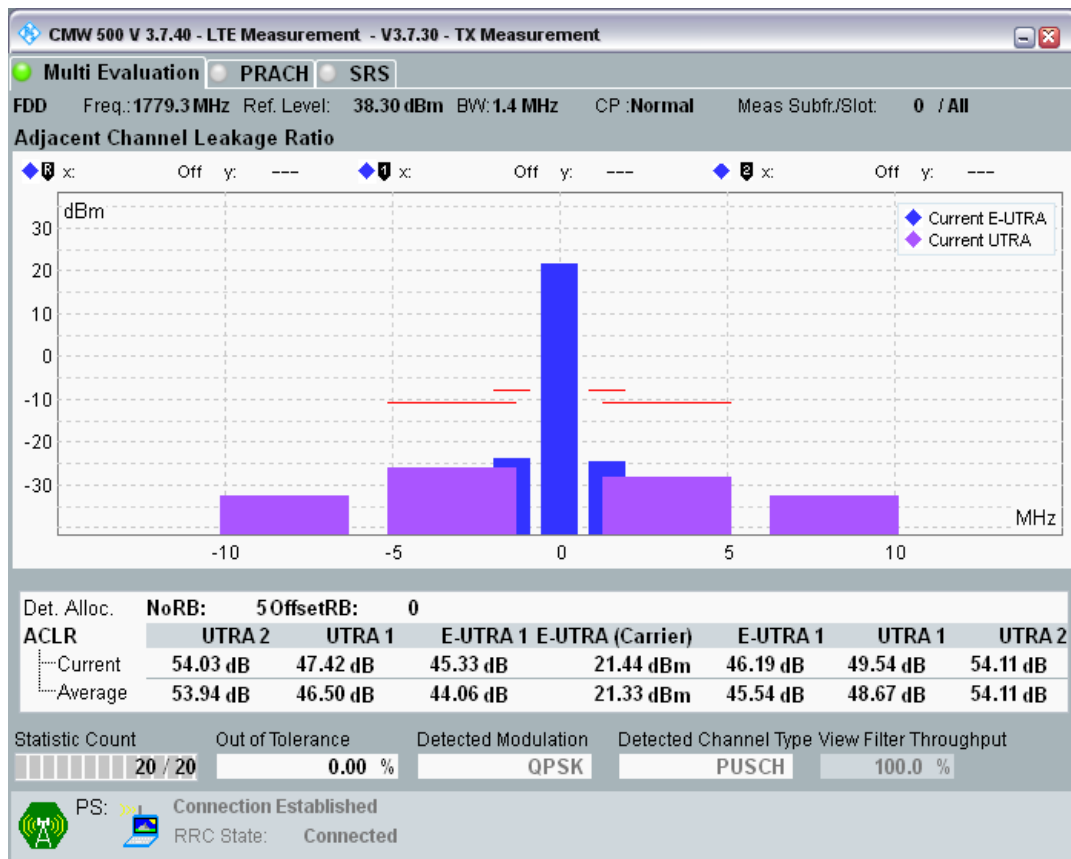 CMW 500 V 3.7.40 - LTE Measurement - V3.7.30 - TX Measurement
Multi Evaluation PRACH SRS
FDD Freq.: 1779.3 MHz Ref. Level: 38.30 dBm BW: 1.4 MHz CP : Normal Meas Subfr./Slot: 0 / All
Adjacent Channel Leakage Ratio
R x: Off y: --- 1 x: Off y: --- 2 x: Off y: ---
dBm
Current E-UTRA
Current UTRA
30
20
10
0
-10
-20
-30
MHz
-10 -5 0 5 10
Det. Alloc. NoRB: 5 OffsetRB: 0
ACLR UTRA 2 UTRA 1 E-UTRA 1 E-UTRA (Carrier) E-UTRA 1 UTRA 1 UTRA 2
Current 54.03 dB 47.42 dB 45.33 dB 21.44 dBm 46.19 dB 49.54 dB 54.11 dB
Average 53.94 dB 46.50 dB 44.06 dB 21.33 dBm 45.54 dB 48.67 dB 54.11 dB
Statistic Count Out of Tolerance Detected Modulation Detected Channel Type View Filter Throughput
20 / 20 0.00 % QPSK PUSCH 100.0 %
PS: Connection Established
RRC State: Connected